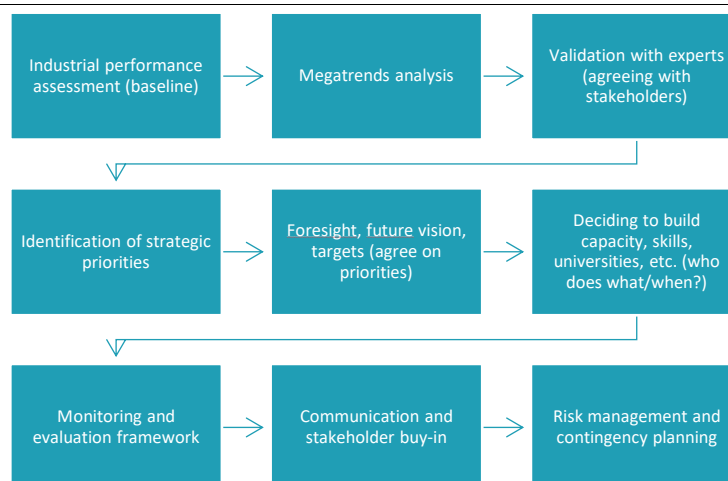 Industrial performance
assessment (baseline)
Megatrends analysis
Validation with experts
(agreeing with
stakeholders)
Identification of strategic
priorities
Foresight, future vision,
targets (agree on
priorities)
Deciding to build
capacity, skills,
universities, etc. (who
does what/when?)
Monitoring and
evaluation framework
Communication and
stakeholder buy-in
Risk management and
contingency planning